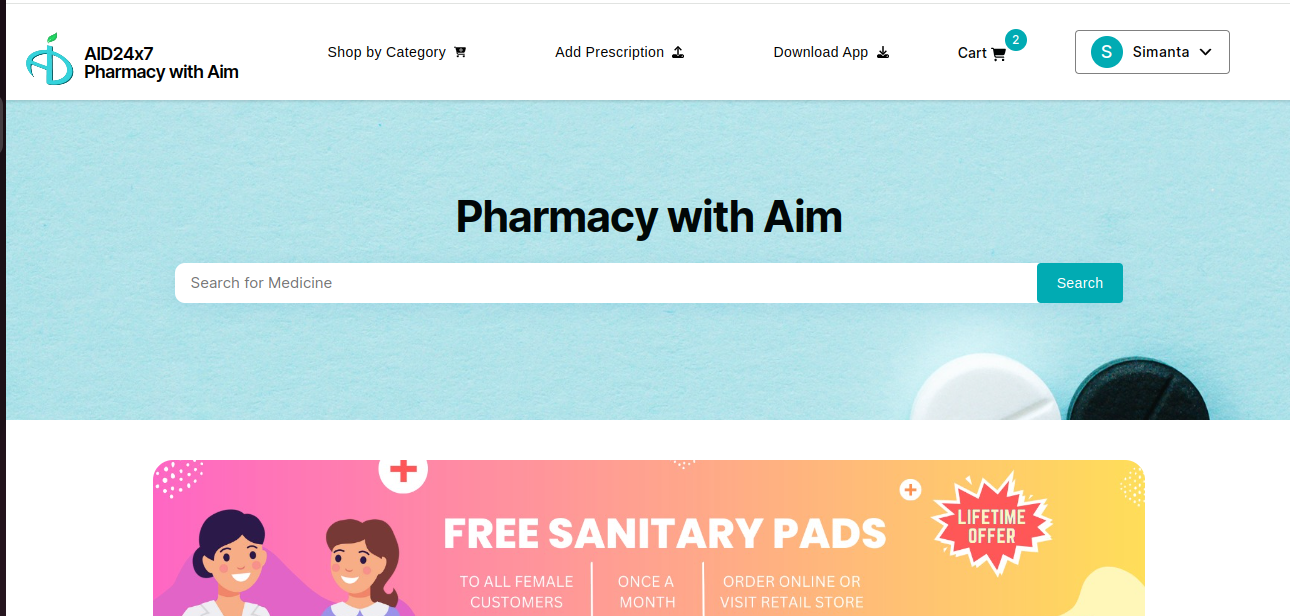 AID24x7
Pharmacy with Aim
Shop by Category
Add Prescription
Download App
Cart
2
S
Simanta
Pharmacy with Aim
Search for Medicine
Search
FREE SANITARY PADS
LIFETIME
OFFER
TO ALL FEMALE
CUSTOMERS
ONCE A
MONTH
ORDER ONLINE OR
VISIT RETAIL STORE